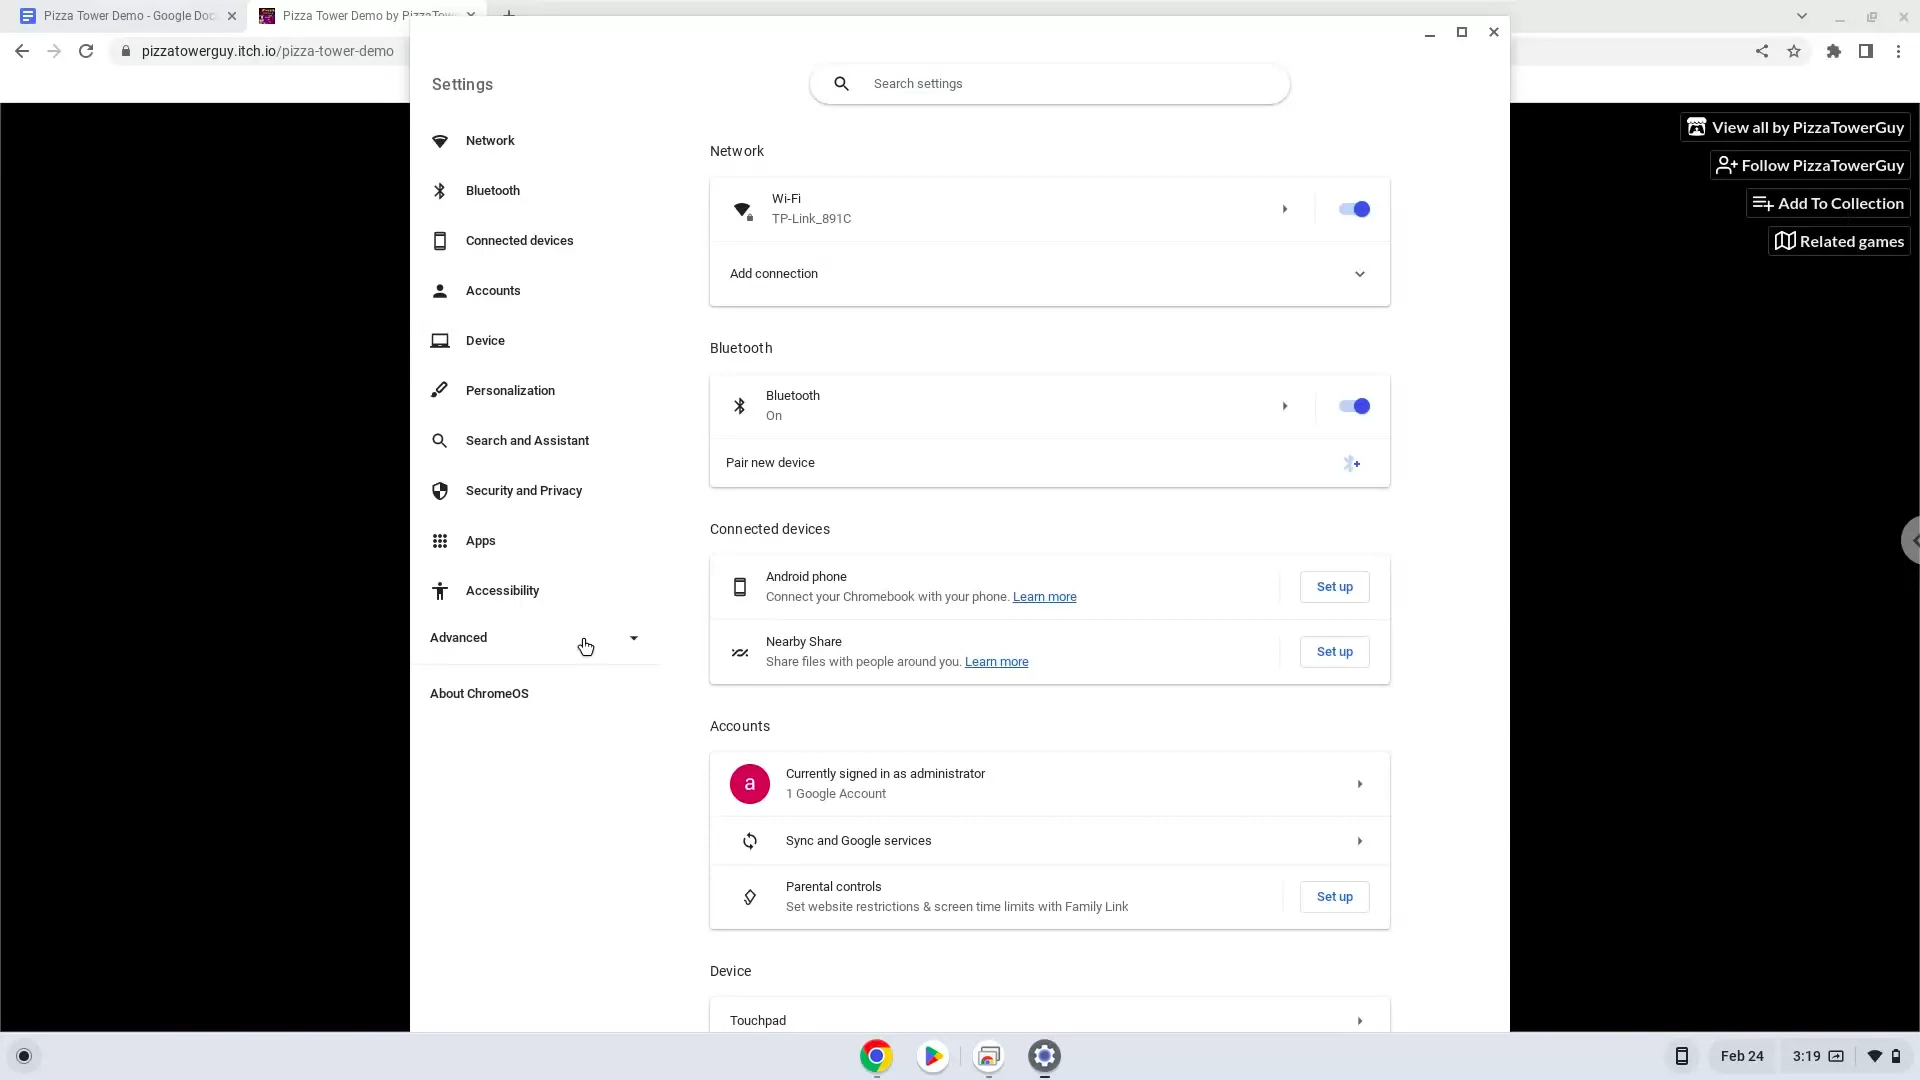 Pizza Tower Demo - Google Doc
Pizza Tower Demo by PizzaTow
pizzatowerguy.itch.io/pizza-tower-demo
Settings
Search settings
Network
Bluetooth
Connected devices
Accounts
Device
Personalization
Search and Assistant
Security and Privacy
Apps
Accessibility
Advanced
About ChromeOS
Network
Wi-Fi
TP-Link_891C
Add connection
Bluetooth
Bluetooth
On
Pair new device
Connected devices
Android phone
Connect your Chromebook with your phone. Learn more
Set up
Nearby Share
Share files with people around you. Learn more
Set up
Accounts
a
Currently signed in as administrator
1 Google Account
Sync and Google services
Parental controls
Set website restrictions & screen time limits with Family Link
Set up
Device
Touchpad
View all by PizzaTowerGuy
Follow PizzaTowerGuy
Add To Collection
Related games
Feb 24
3:19